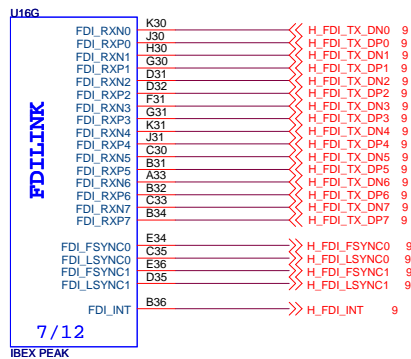 U16G
FDI_RXN0 K30 H_FDI_TX_DN0 9
FDI_RXP0 J30 H_FDI_TX_DP0 9
FDI_RXN1 H30 H_FDI_TX_DN1 9
FDI_RXP1 G30 H_FDI_TX_DP1 9
FDI_RXN2 D31 H_FDI_TX_DN2 9
FDI_RXP2 D32 H_FDI_TX_DP2 9
FDI_RXN3 F31 H_FDI_TX_DN3 9
FDI_RXP3 G31 H_FDI_TX_DP3 9
FDI_RXN4 K31 H_FDI_TX_DN4 9
FDI_RXP4 J31 H_FDI_TX_DP4 9
FDI_RXN5 C30 H_FDI_TX_DN5 9
FDI_RXP5 B31 H_FDI_TX_DP5 9
FDI_RXN6 A33 H_FDI_TX_DN6 9
FDI_RXP6 B32 H_FDI_TX_DP6 9
FDI_RXN7 C33 H_FDI_TX_DN7 9
FDI_RXP7 B34 H_FDI_TX_DP7 9
FDILINK
FDI_FSYNC0 E34 H_FDI_FSYNC0 9
FDI_LSYNC0 C35 H_FDI_LSYNC0 9
FDI_FSYNC1 E36 H_FDI_FSYNC1 9
FDI_LSYNC1 D35 H_FDI_LSYNC1 9
FDI_INT B36 H_FDI_INT 9
7/12
IBEX PEAK